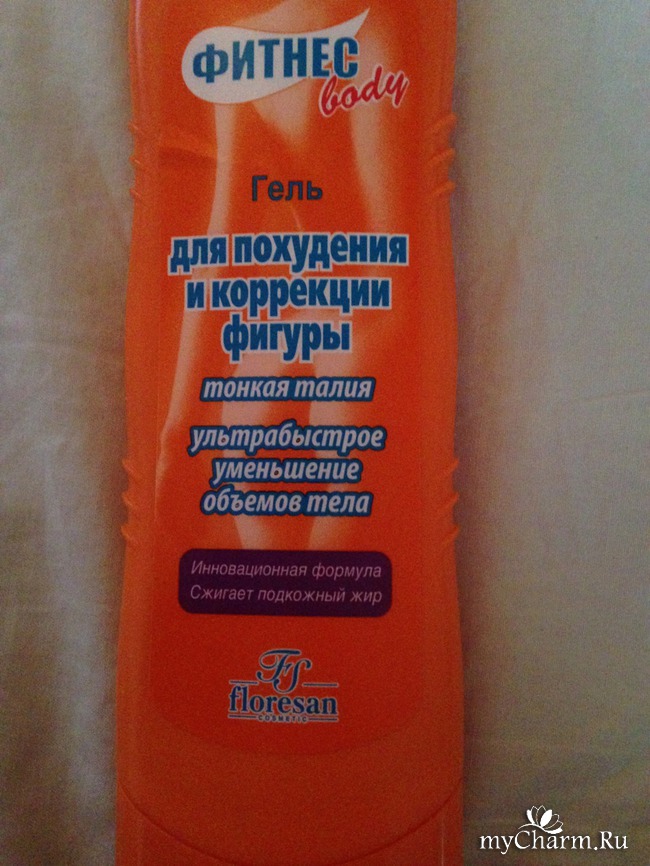 ФИТНЕС
body
Гель
для похудения
и коррекции
фигуры
тонкая талия
ультрабыстрое
уменьшение
объемов тела
Инновационная формула
Сжигает подкожный жир
FS
floresan
COSMETIC
myCharm.Ru